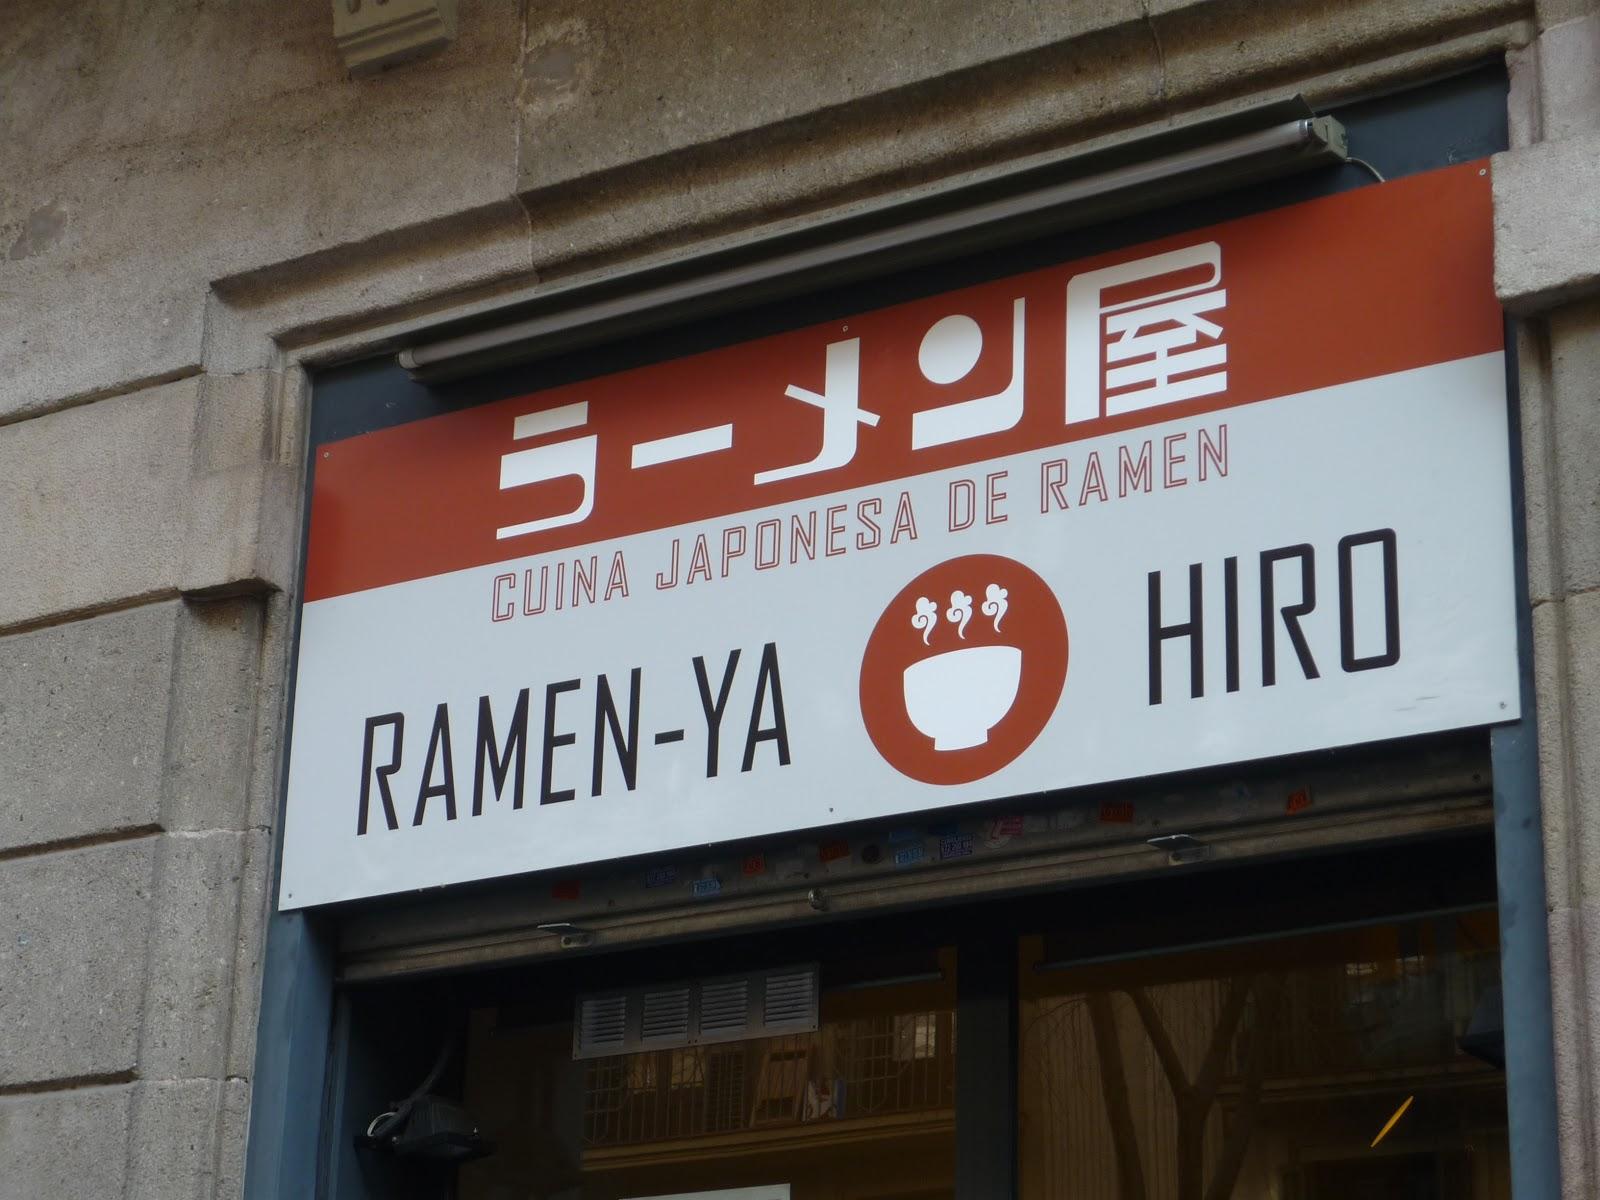 ラーメン屋
CUINA JAPONESA DE RAMEN
RAMEN-YA HIRO